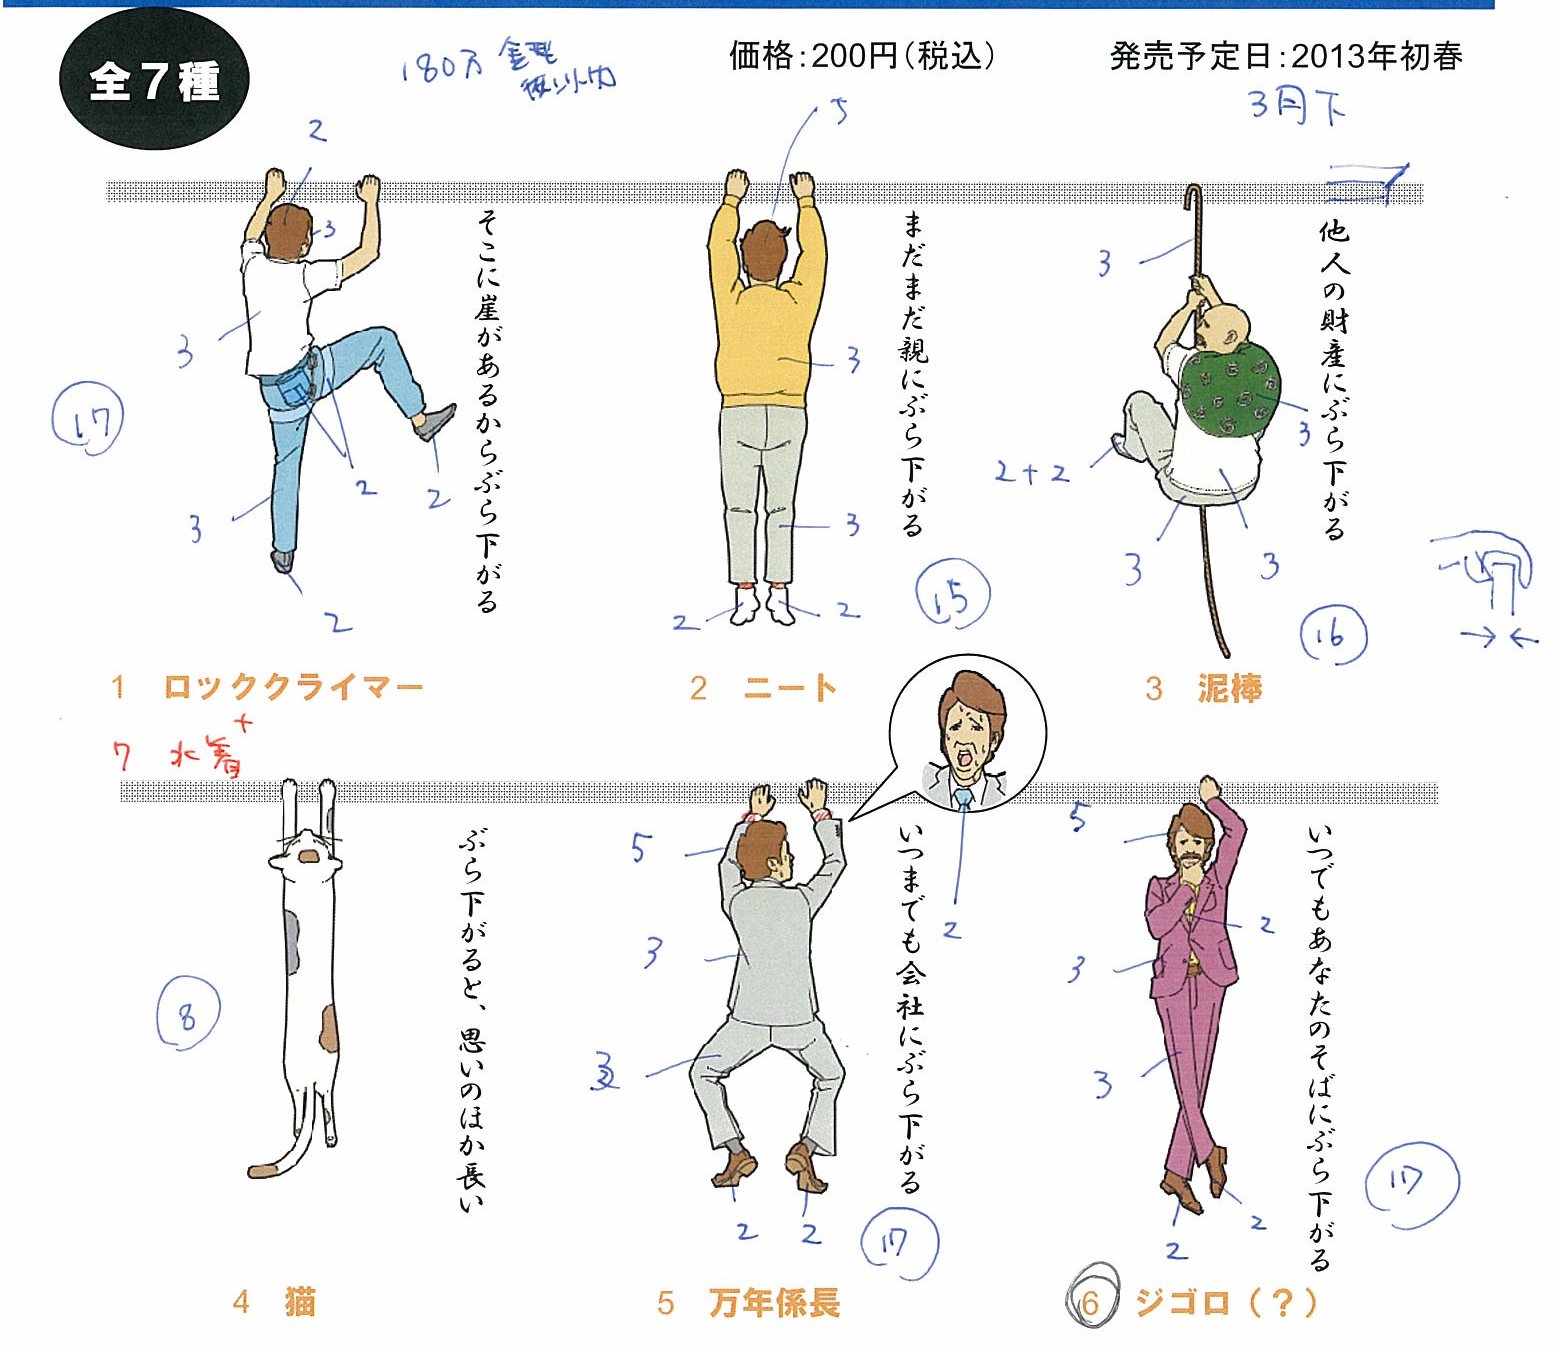 全7種
180万
価格：200円（税込）
発売予定日：2013年初春
3月下
2
3
3
2
2
3
2
17
そこに崖があるからぶら下がる
1 ロッククライマー
5
3
3
2
2
15
まだまだ親にぶら下がる
2 ニート
3
3
2+2
3
3
16
他人の財産にぶら下がる
3 泥棒
7 水着
8
ぶら下がると、思いのほか長い
4 猫
5
3
3
2
2
2
17
いつまでも会社にぶら下がる
5 万年係長
5
2
3
3
2
2
17
いつでもあなたのそばにぶら下がる
6 ジゴロ（？）